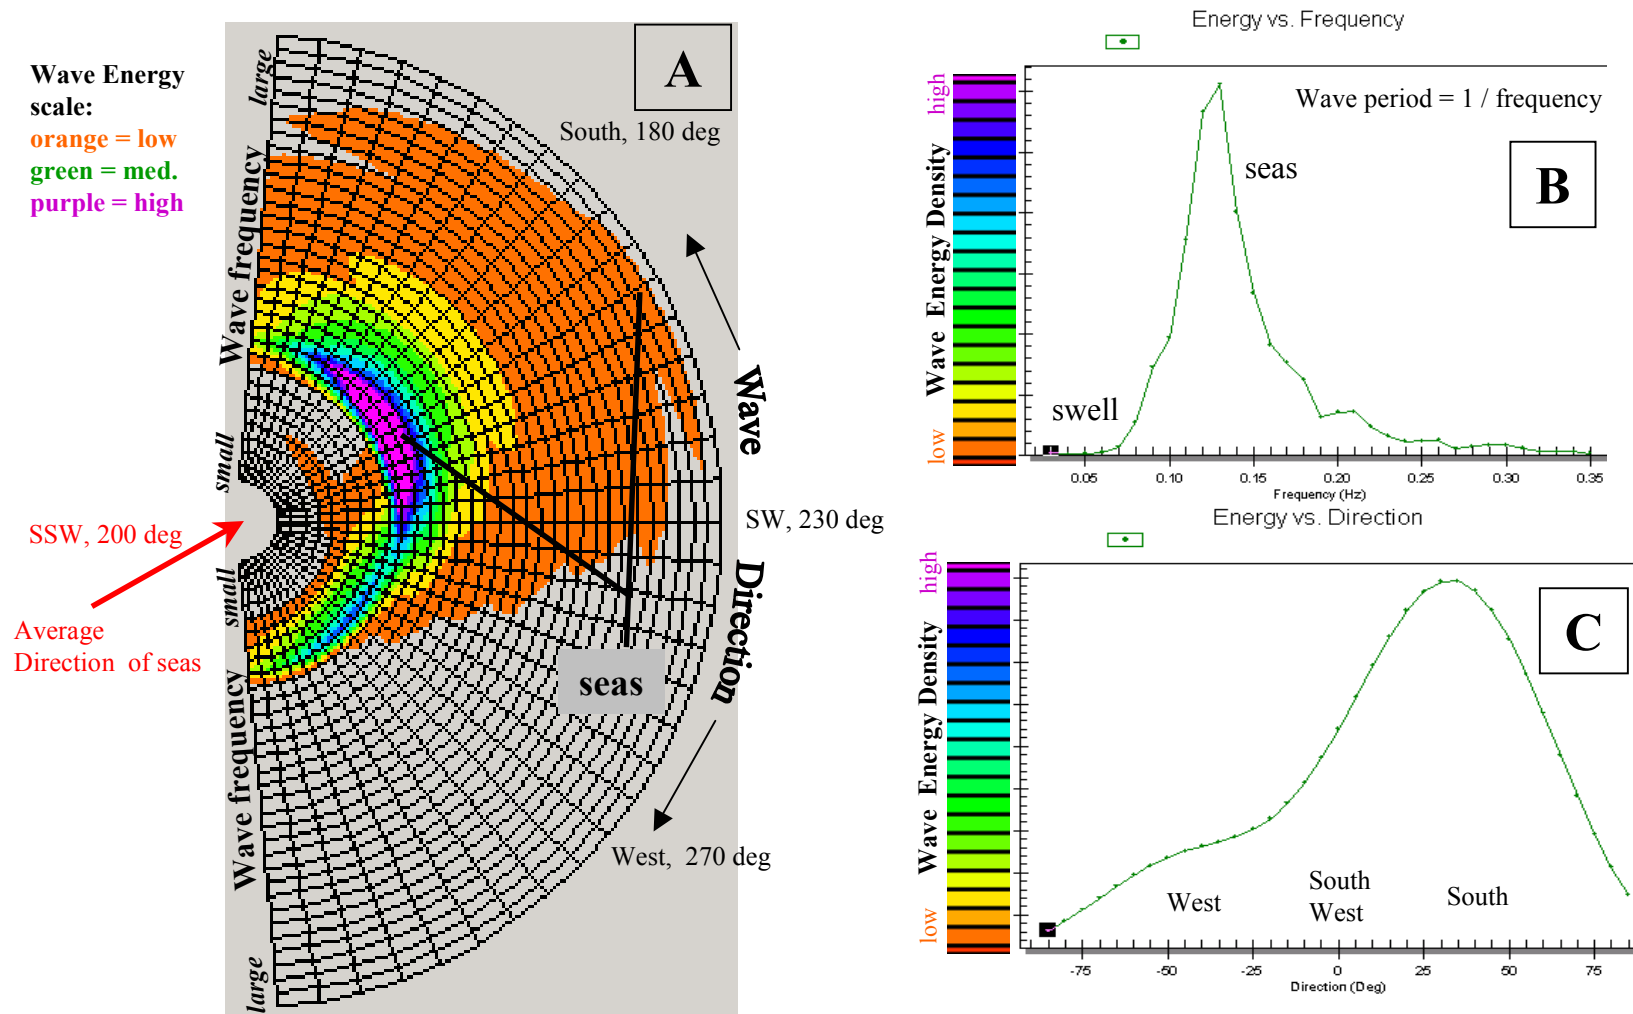 Wave Energy
scale:
orange = low
green = med.
purple = high
large
Wave frequency
small
A
South, 180 deg
Wave
Direction
SW, 230 deg
SSW, 200 deg
Average
Direction of seas
small
Wave frequency
large
seas
West, 270 deg
Energy vs. Frequency
high
Wave Energy Density
low
Wave period = 1 / frequency
B
seas
swell
0.05 0.10 0.15 0.20 0.25 0.30 0.35
Frequency (Hz)
Energy vs. Direction
high
Wave Energy Density
low
C
West
South
West
South
-75 -50 -25 0 25 50 75
Direction (Deg)